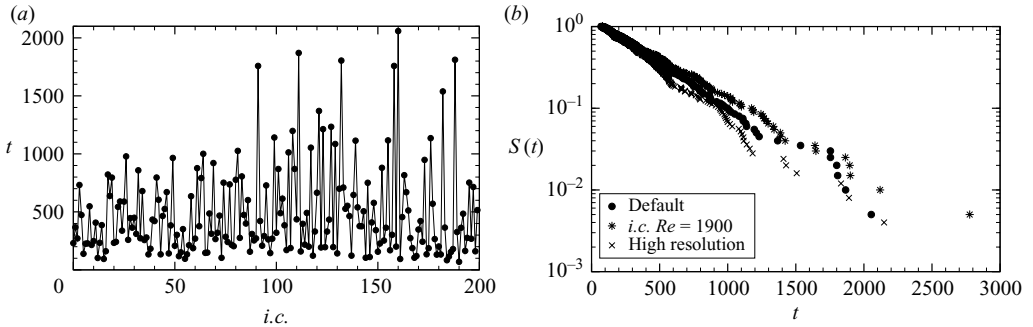 (a)
2000
1500
1000
500
0
t
0
50
100
150
200
i.c.
(b)
10^0
10^−1
10^−2
10^−3
S(t)
Default
i.c. Re = 1900
High resolution
0
500
1000
1500
2000
2500
3000
t